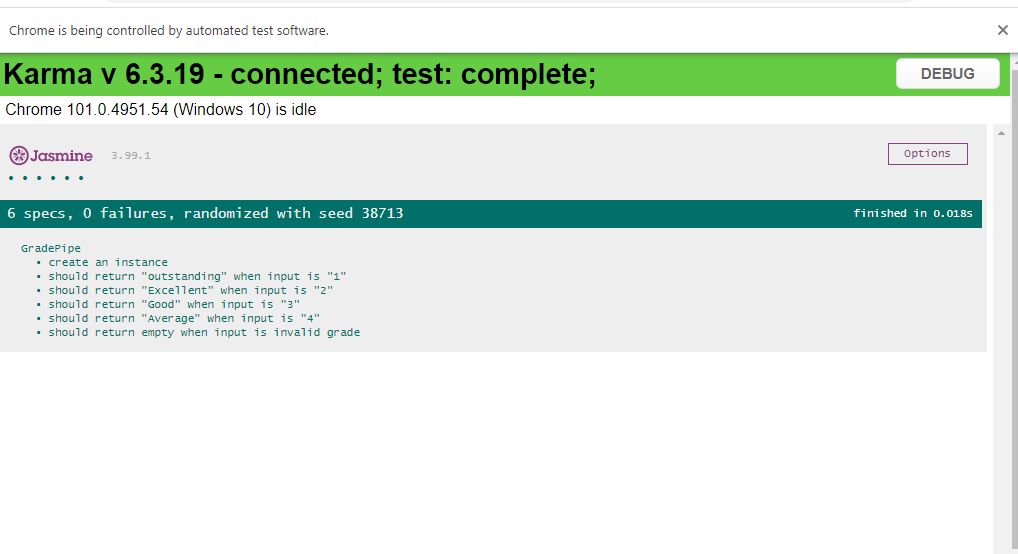 Chrome is being controlled by automated test software.
Karma v 6.3.19 - connected; test: complete;
DEBUG
Chrome 101.0.4951.54 (Windows 10) is idle
Jasmine 3.99.1
Options
6 specs, 0 failures, randomized with seed 38713
finished in 0.018s
GradePipe
• create an instance
• should return "outstanding" when input is "1"
• should return "Excellent" when input is "2"
• should return "Good" when input is "3"
• should return "Average" when input is "4"
• should return empty when input is invalid grade